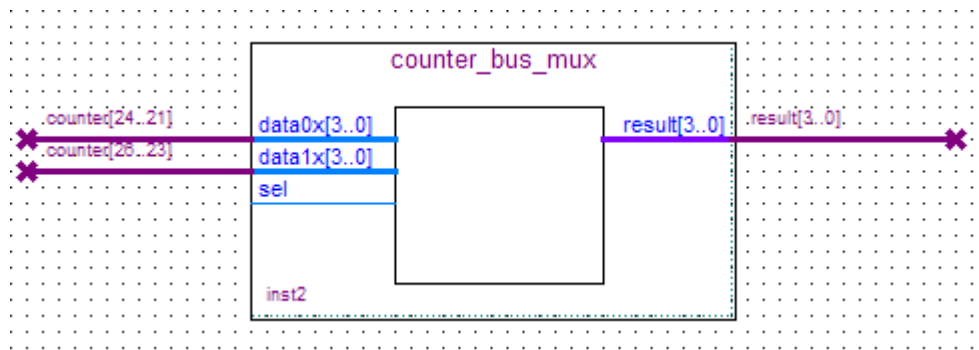 counter_bus_mux
counter[24..21]
data0x[3..0]
result[3..0]
result[3..0]
counter[26..23]
data1x[3..0]
sel
inst2